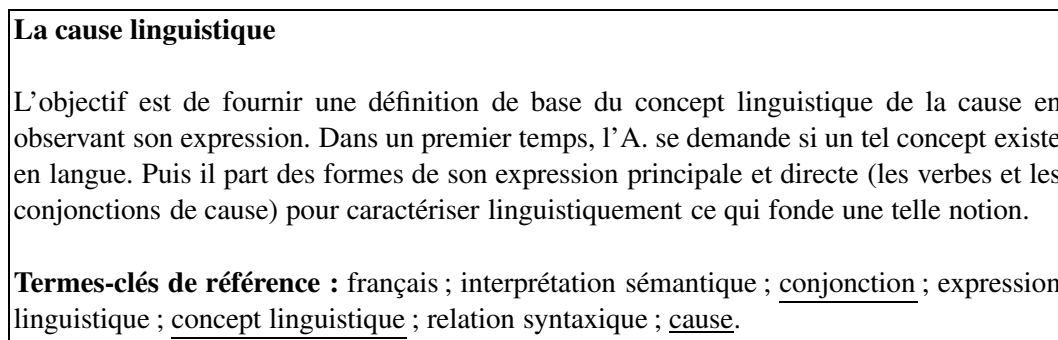 La cause linguistique
L’objectif est de fournir une définition de base du concept linguistique de la cause en
observant son expression. Dans un premier temps, l’A. se demande si un tel concept existe
en langue. Puis il part des formes de son expression principale et directe (les verbes et les
conjonctions de cause) pour caractériser linguistiquement ce qui fonde une telle notion.
Termes-clés de référence : français ; interprétation sémantique ; conjonction ; expression
linguistique ; concept linguistique ; relation syntaxique ; cause.